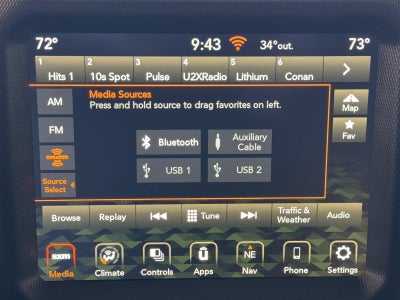 72° 9:43 34°out. 73°
1 2 3 4 5 6
Hits 1 10s Spot Pulse U2XRadio Lithium Conan
AM
Media Sources
Press and hold source to drag favorites on left.
Map
FM
Bluetooth
Auxiliary
Cable
Fav
siriusxm
USB 1 USB 2
Source
Select
Browse Replay Tune Traffic &
Weather Audio
sxm
Media Climate Controls
Ū
Apps
NE
Nav Phone Settings